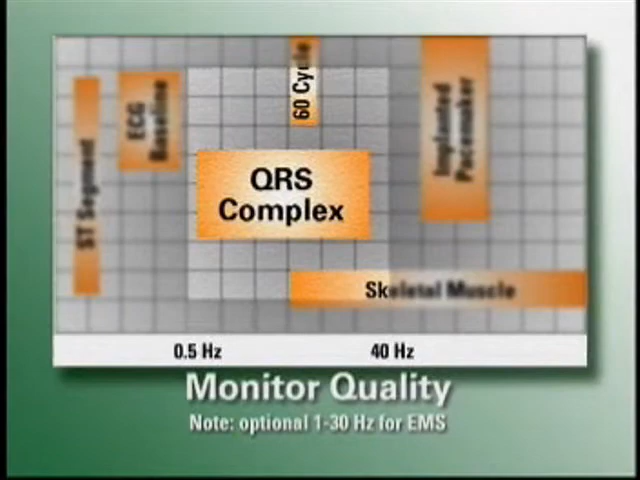 ST Segment
ECG
Baseline
60 Cycle
Implanted
Pacemaker
QRS
Complex
Skeletal Muscle
0.5 Hz
40 Hz
Monitor Quality
Note: optional 1-30 Hz for EMS